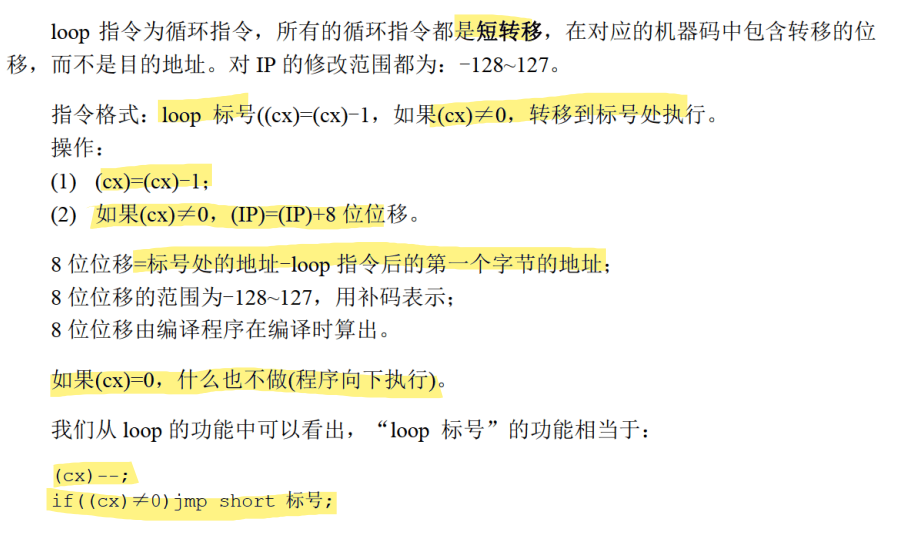 loop 指令为循环指令，所有的循环指令都是短转移，在对应的机器码中包含转移的位
移，而不是目的地址。对 IP 的修改范围都为：-128~127。
指令格式：loop 标号((cx)=(cx)-1，如果(cx)≠0，转移到标号处执行。
操作：
(1) (cx)=(cx)-1；
(2) 如果(cx)≠0，(IP)=(IP)+8 位位移。
8 位位移=标号处的地址-loop 指令后的第一个字节的地址；
8 位位移的范围为-128~127，用补码表示；
8 位位移由编译程序在编译时算出。
如果(cx)=0，什么也不做(程序向下执行)。
我们从 loop 的功能中可以看出，“loop 标号”的功能相当于：
(cx)--;
if((cx)≠0)jmp short 标号;